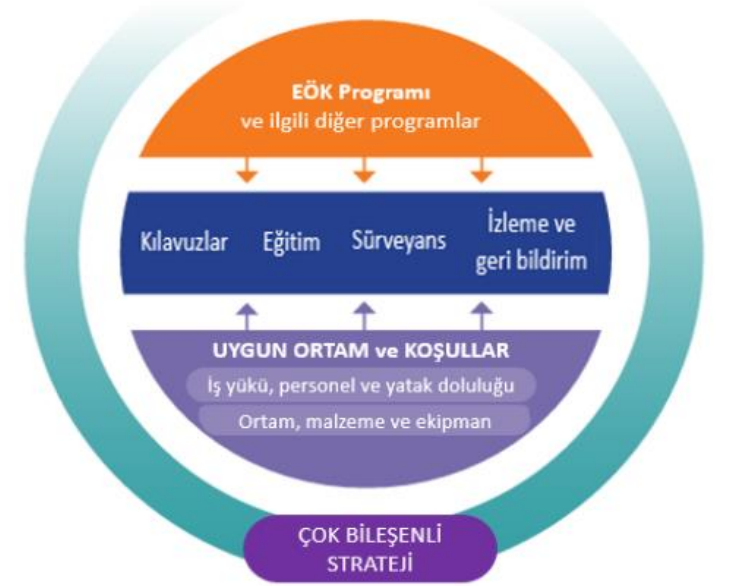 EÖK Programı
ve ilgili diğer programlar
Kılavuzlar
Eğitim
Sürveyans
İzleme ve
geri bildirim
UYGUN ORTAM ve KOŞULLAR
İş yükü, personel ve yatak doluluğu
Ortam, malzeme ve ekipman
ÇOK BİLEŞENLİ
STRATEJİ